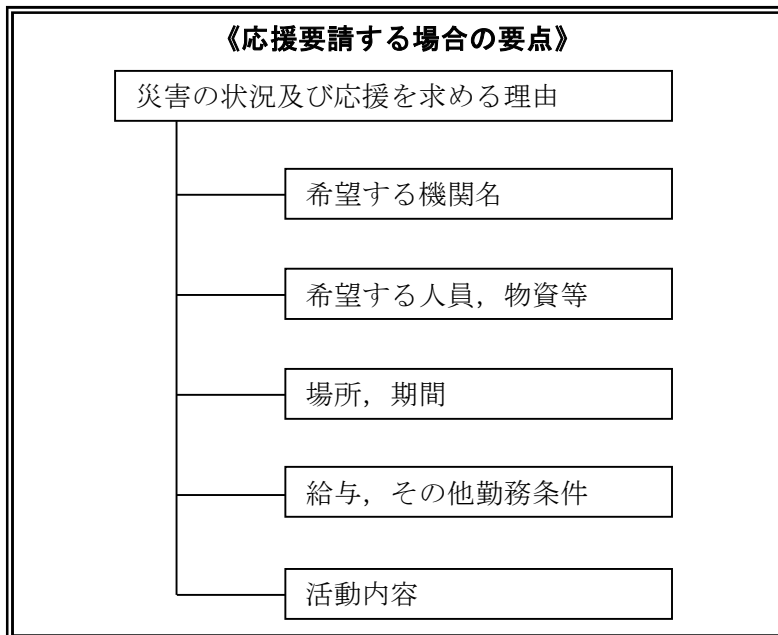 《応援要請する場合の要点》
災害の状況及び応援を求める理由
希望する機関名
希望する人員，物資等
場所，期間
給与，その他勤務条件
活動内容